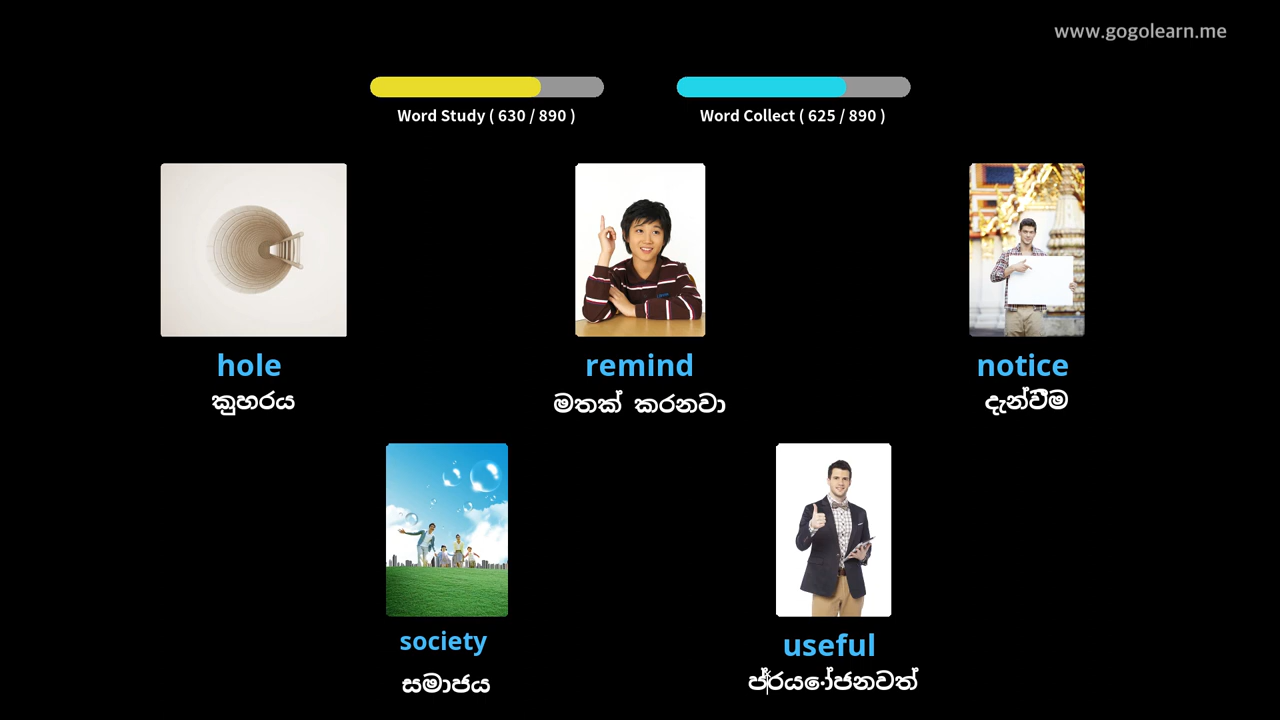 www.gogolearn.me
Word Study ( 630 / 890 )
Word Collect ( 625 / 890 )
hole
කුහරය
remind
මතක් කරනවා
notice
දැන්වීම
society
සමාජය
useful
ප්‍රයෝජනවත්